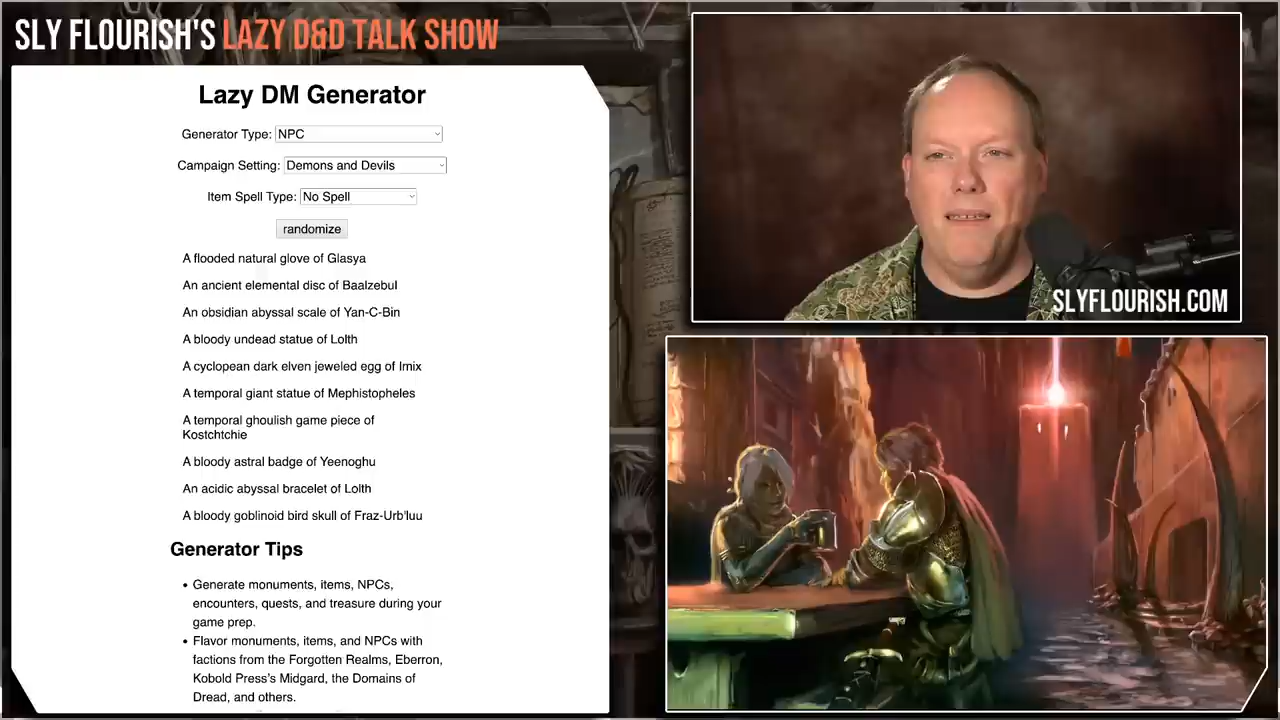 SLY FLOURISH'S LAZY D&D TALK SHOW
Lazy DM Generator
Generator Type: NPC
Campaign Setting: Demons and Devils
Item Spell Type: No Spell
randomize
A flooded natural glove of Glasya
An ancient elemental disc of Baalzebul
An obsidian abyssal scale of Yan-C-Bin
A bloody undead statue of Lolth
A cyclopean dark elven jeweled egg of Imix
A temporal giant statue of Mephistopheles
A temporal ghoulish game piece of
Kostchtchie
A bloody astral badge of Yeenoghu
An acidic abyssal bracelet of Lolth
A bloody goblinoid bird skull of Fraz-Urb'luu
Generator Tips
• Generate monuments, items, NPCs,
encounters, quests, and treasure during your
game prep.
• Flavor monuments, items, and NPCs with
factions from the Forgotten Realms, Eberron,
Kobold Press's Midgard, the Domains of
Dread, and others.
SLYFLOURISH.COM